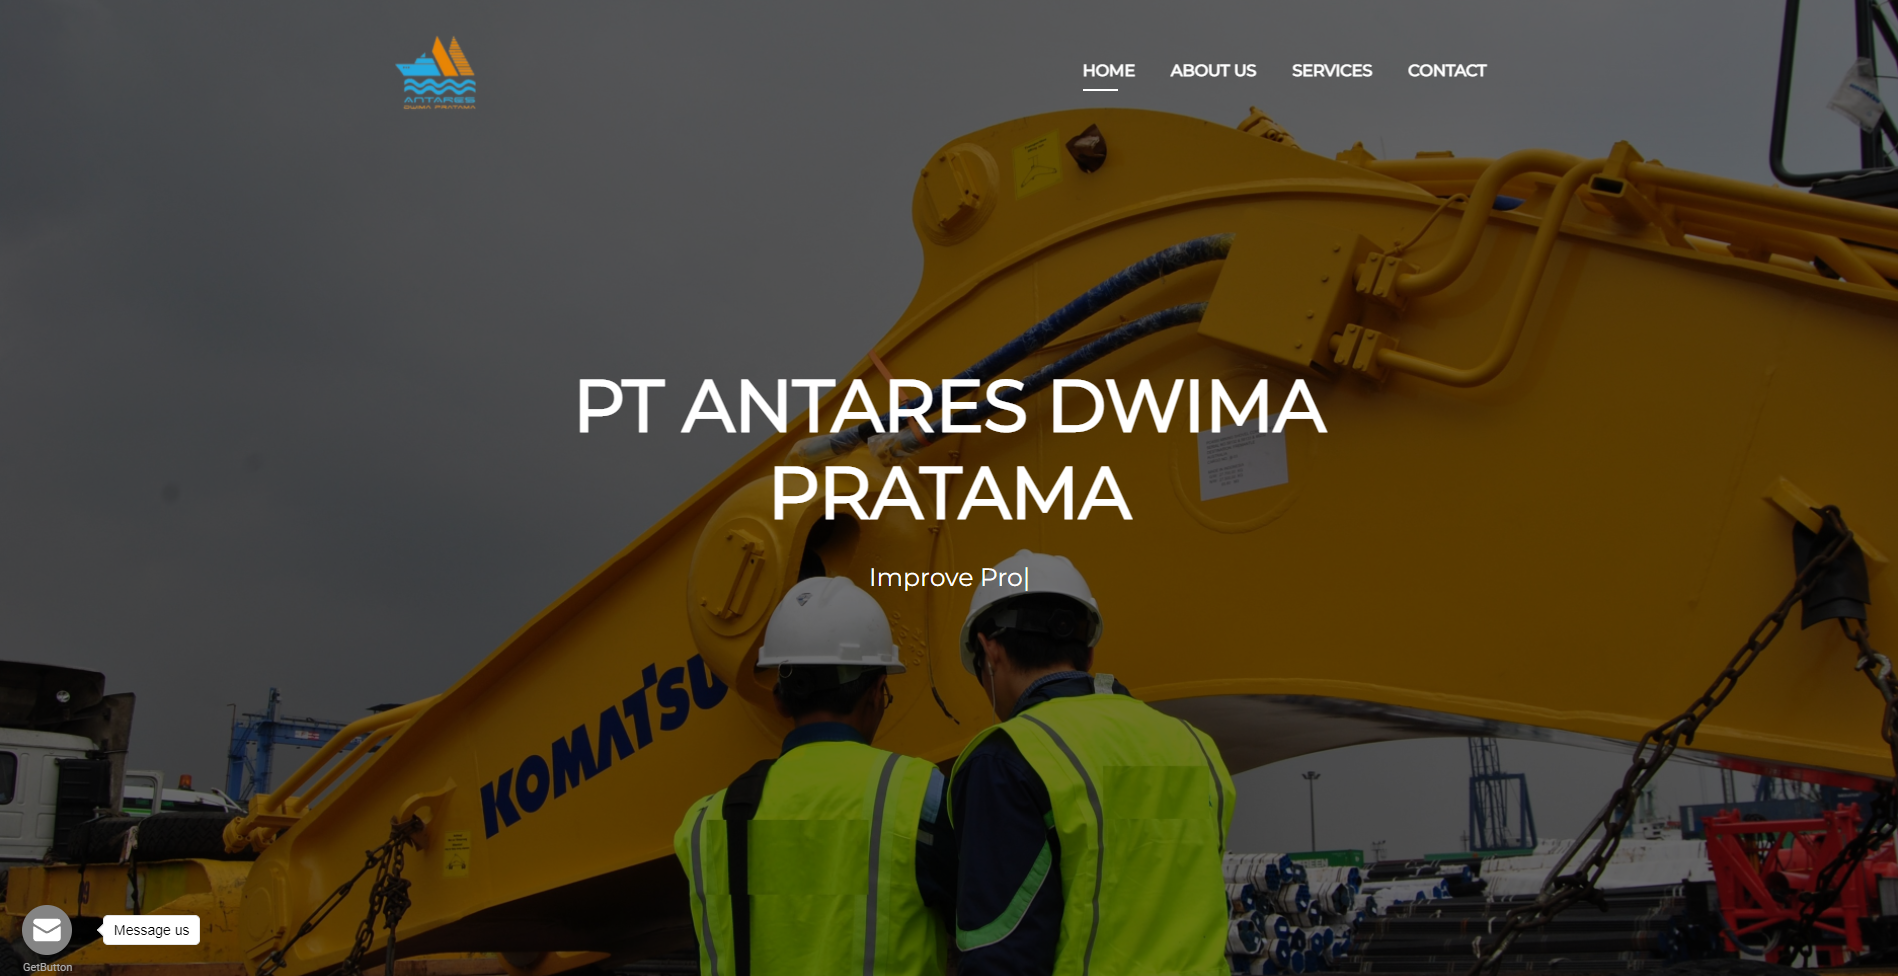 ANTARES
DWIMA PRATAMA
HOME
ABOUT US
SERVICES
CONTACT
PT ANTARES DWIMA
PRATAMA
Improve Pro|
KOMATSU
Message us
GetButton